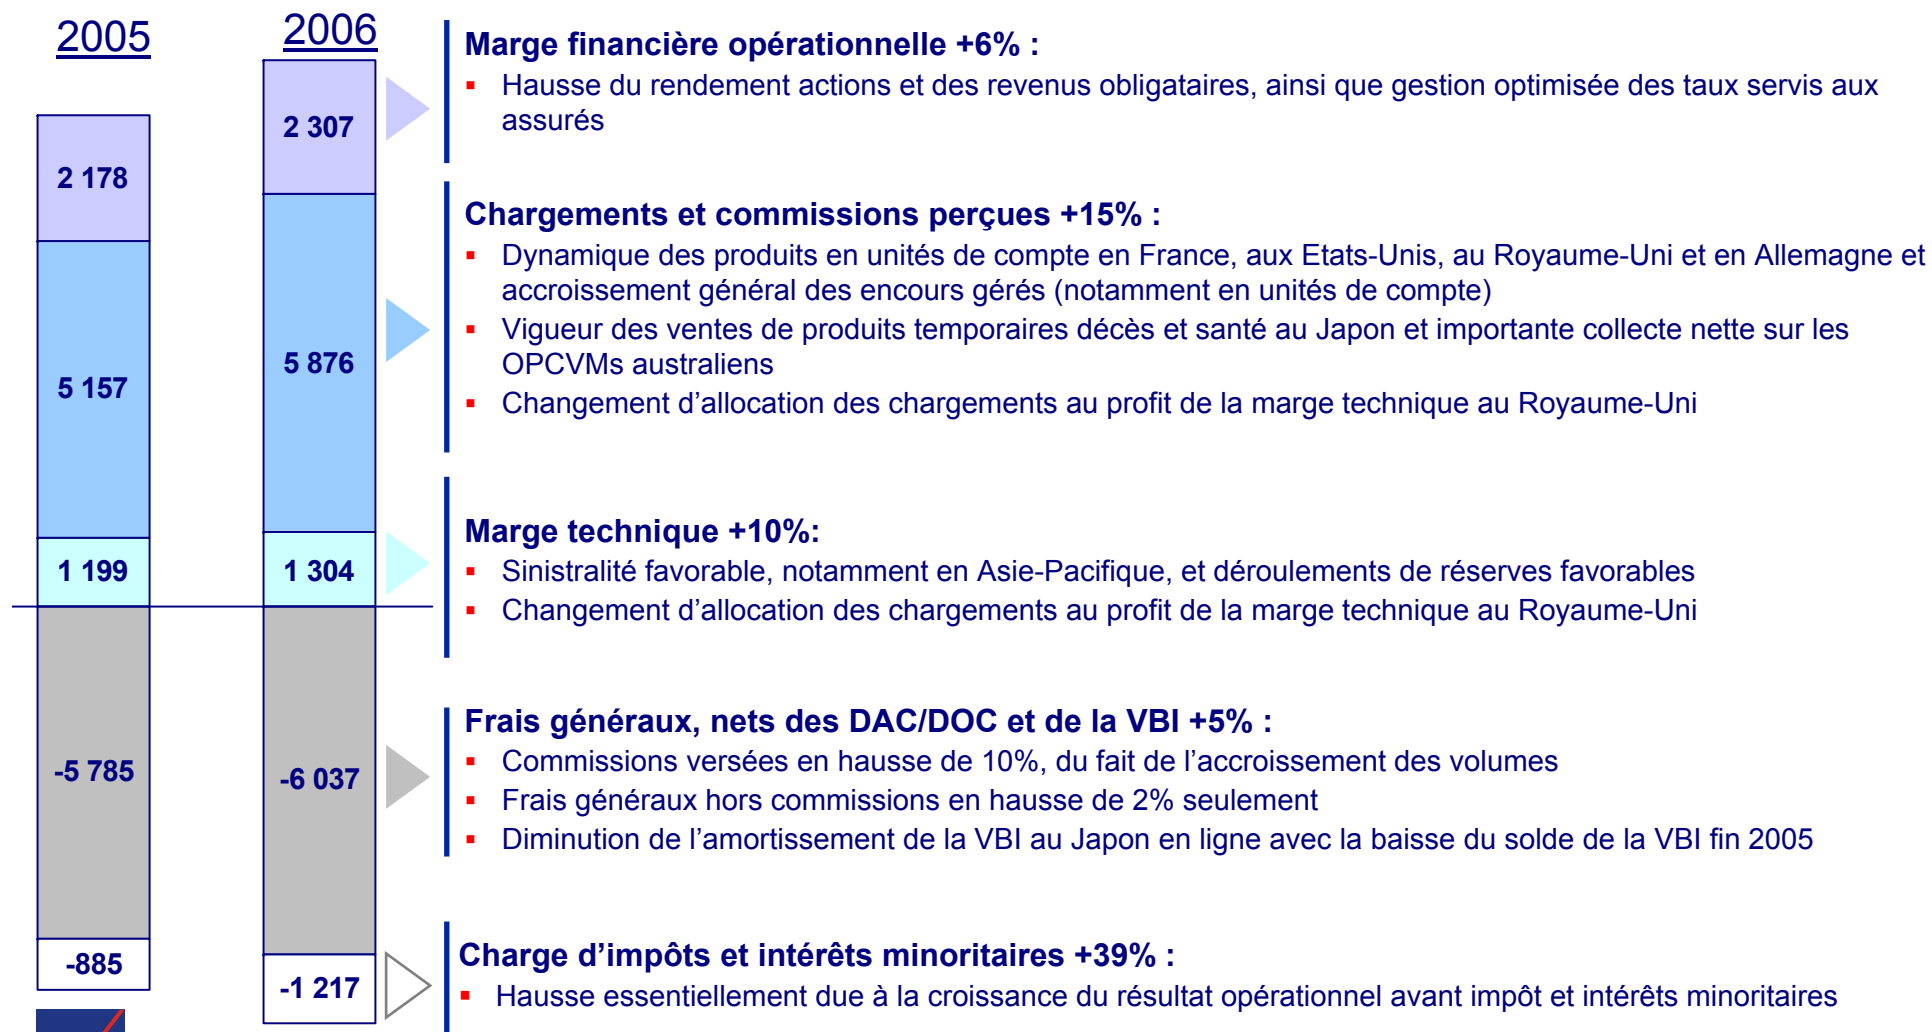 2005
2006
2 178
5 157
1 199
-5 785
-885
2 307
5 876
1 304
-6 037
-1 217
Marge financière opérationnelle +6% :
▪ Hausse du rendement actions et des revenus obligataires, ainsi que gestion optimisée des taux servis aux
assurés
Chargements et commissions perçues +15% :
▪ Dynamique des produits en unités de compte en France, aux Etats-Unis, au Royaume-Uni et en Allemagne et
accroissement général des encours gérés (notamment en unités de compte)
▪ Vigueur des ventes de produits temporaires décès et santé au Japon et importante collecte nette sur les
OPCVMs australiens
▪ Changement d’allocation des chargements au profit de la marge technique au Royaume-Uni
Marge technique +10%:
▪ Sinistralité favorable, notamment en Asie-Pacifique, et déroulements de réserves favorables
▪ Changement d’allocation des chargements au profit de la marge technique au Royaume-Uni
Frais généraux, nets des DAC/DOC et de la VBI +5% :
▪ Commissions versées en hausse de 10%, du fait de l’accroissement des volumes
▪ Frais généraux hors commissions en hausse de 2% seulement
▪ Diminution de l’amortissement de la VBI au Japon en ligne avec la baisse du solde de la VBI fin 2005
Charge d’impôts et intérêts minoritaires +39% :
▪ Hausse essentiellement due à la croissance du résultat opérationnel avant impôt et intérêts minoritaires